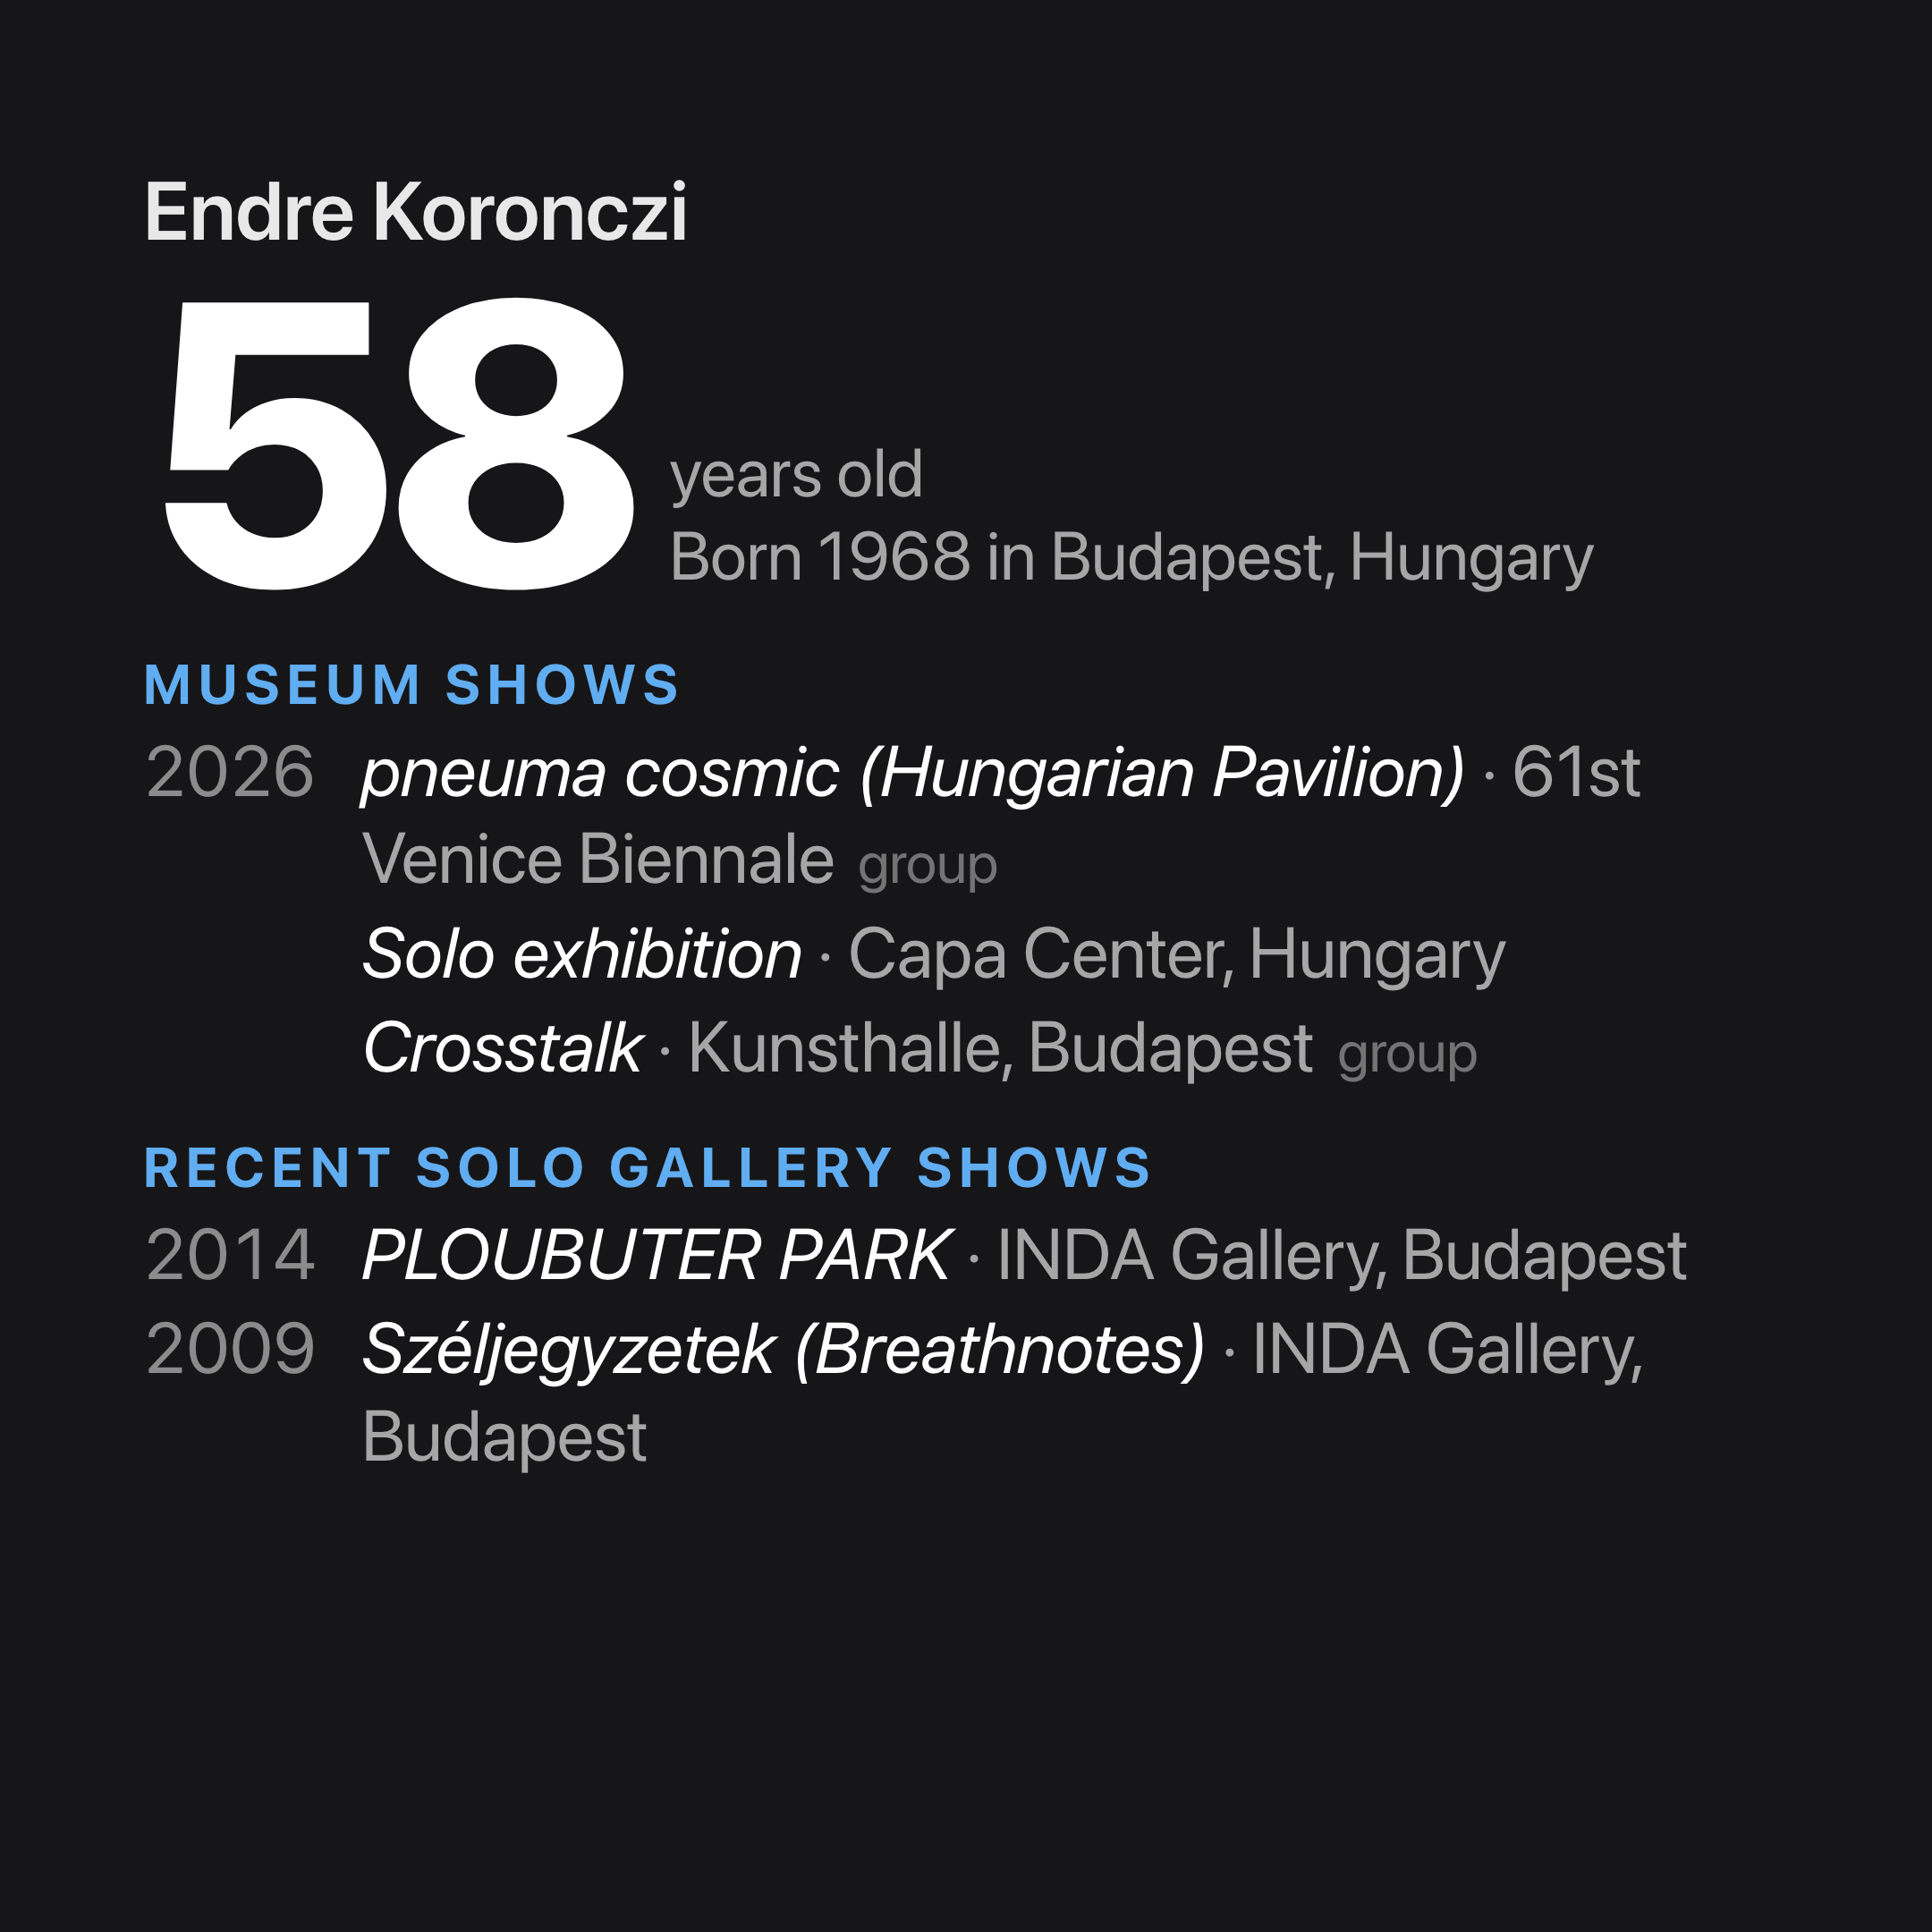 Endre Koronczi
58
years old
Born 1968 in Budapest, Hungary
MUSEUM SHOWS
2026 pneuma cosmic (Hungarian Pavilion) · 61st
Venice Biennale group
Solo exhibition · Capa Center, Hungary
Crosstalk · Kunsthalle, Budapest group
RECENT SOLO GALLERY SHOWS
2014 PLOUBUTER PARK · INDA Gallery, Budapest
2009 Széljegyzetek (Breathnotes) · INDA Gallery,
Budapest